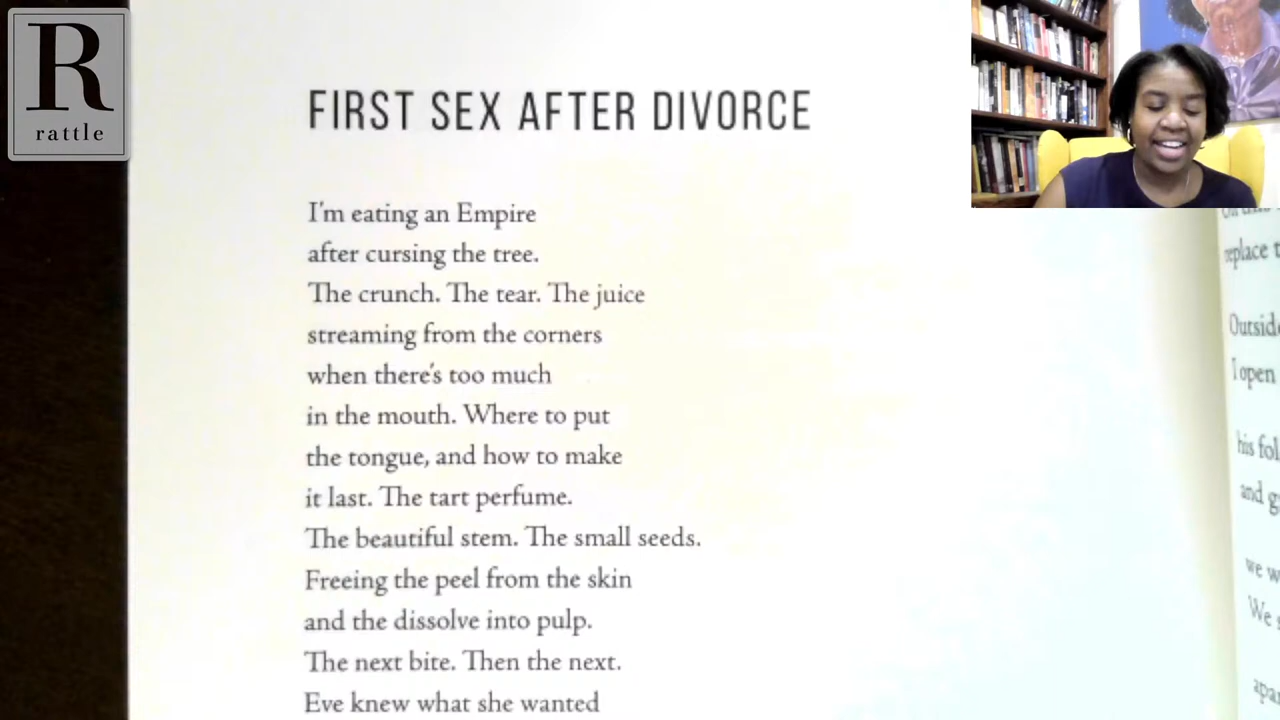 R
rattle
FIRST SEX AFTER DIVORCE
I'm eating an Empire
after cursing the tree.
The crunch. The tear. The juice
streaming from the corners
when there's too much
in the mouth. Where to put
the tongue, and how to make
it last. The tart perfume.
The beautiful stem. The small seeds.
Freeing the peel from the skin
and the dissolve into pulp.
The next bite. Then the next.
Eve knew what she wanted
replace
Outside
I open
his
and
we
We